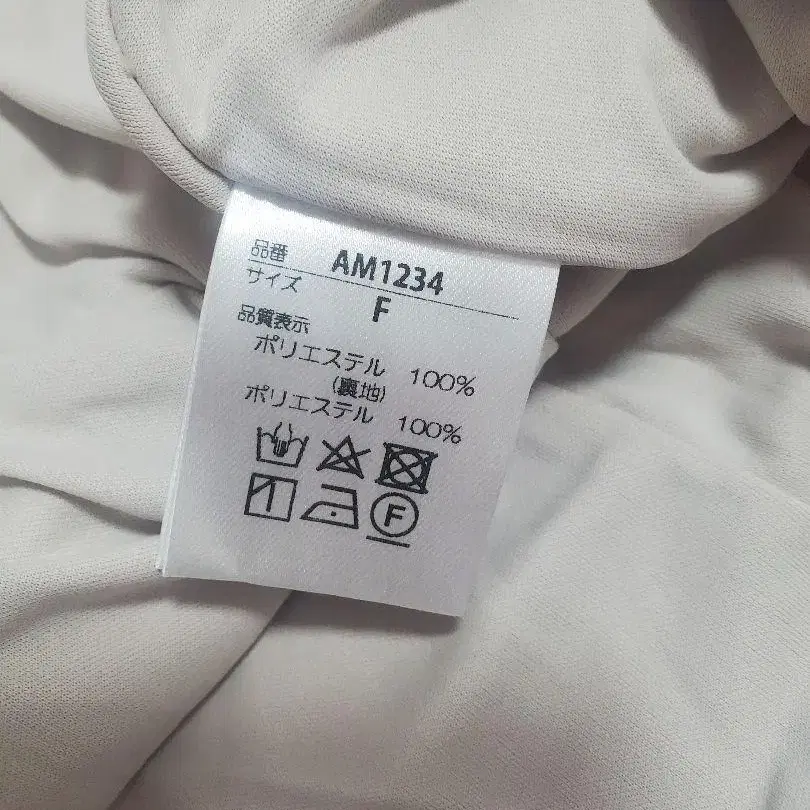 品番 AM1234
サイズ F
品質表示
ポリエステル 100%
(裏地)
ポリエステル 100%
F